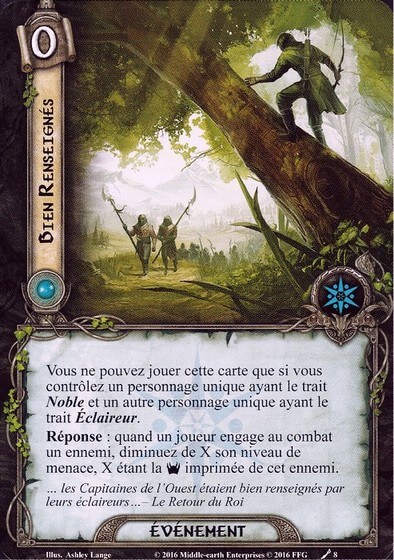 0
BIEN RENSEIGNÉS
Vous ne pouvez jouer cette carte que si vous
contrôlez un personnage unique ayant le trait
Noble et un autre personnage unique ayant le
trait Éclaireur.
Réponse : quand un joueur engage au combat
un ennemi, diminuez de X son niveau de
menace, X étant la imprimée de cet ennemi.
… les Capitaines de l'Ouest étaient bien renseignés par
leurs éclaireurs…– Le Retour du Roi
ÉVÉNEMENT
Illus. Ashley Lange © 2016 Middle-earth Enterprises © 2016 FFG 8